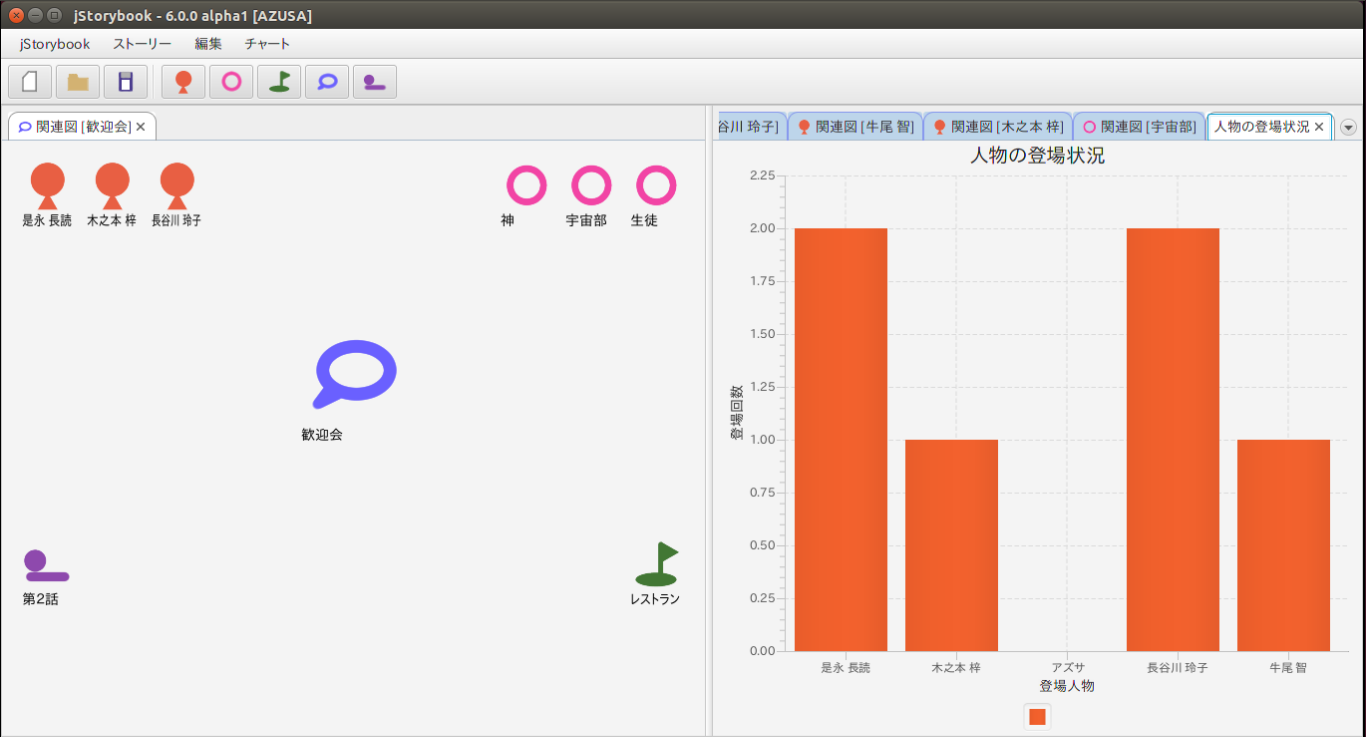 jStorybook - 6.0.0 alpha1 [AZUSA]
jStorybook ストーリー 編集 チャート
関連図 [歓迎会]
是永 長読 木之本 梓 長谷川 玲子
神 宇宙部 生徒
歓迎会
第2話
レストラン
谷川 玲子] 関連図 [牛尾 智] 関連図 [木之本 梓] 関連図 [宇宙部] 人物の登場状況
人物の登場状況
2.25
2.00
1.75
1.50
1.25
1.00
0.75
0.50
0.25
0.00
登場回数
是永 長読 木之本 梓 アズサ 長谷川 玲子 牛尾 智
登場人物